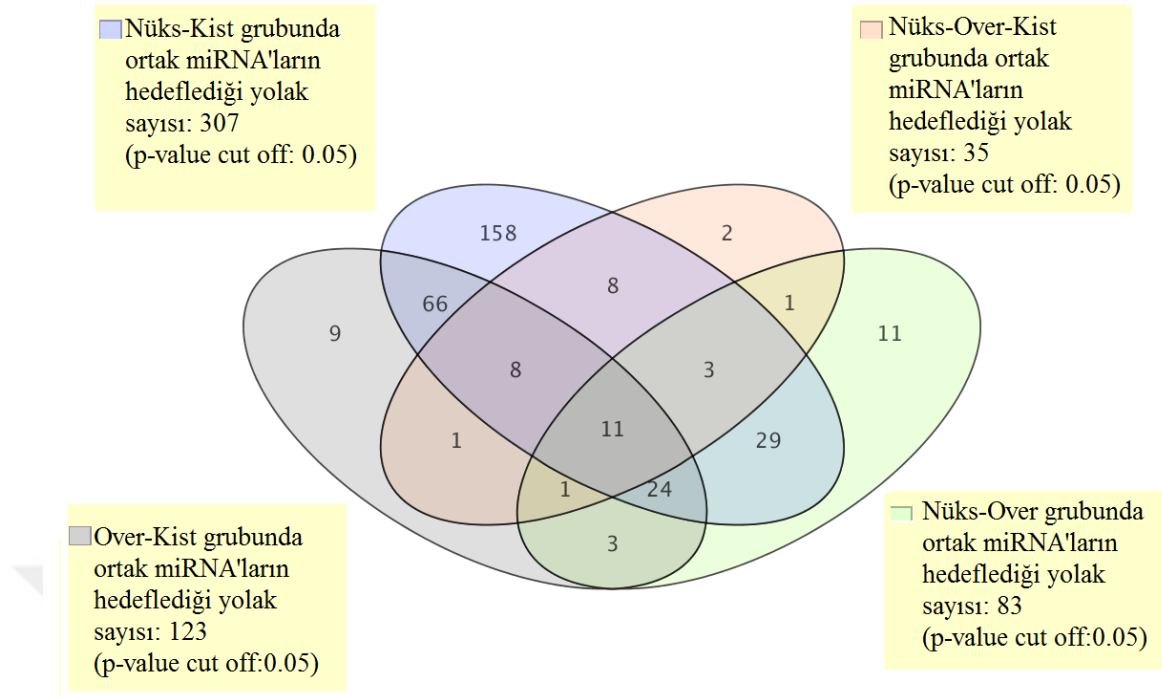 Nüks-Kist grubunda
ortak miRNA'ların
hedeflediği yolak
sayısı: 307
(p-value cut off: 0.05)
Nüks-Over-Kist
grubunda ortak
miRNA'ların
hedeflediği yolak
sayısı: 35
(p-value cut off: 0.05)
158
2
8
66
1
9
11
8
3
11
1
29
1
24
3
Over-Kist grubunda
ortak miRNA'ların
hedeflediği yolak
sayısı: 123
(p-value cut off:0.05)
Nüks-Over grubunda
ortak miRNA'ların
hedeflediği yolak
sayısı: 83
(p-value cut off:0.05)